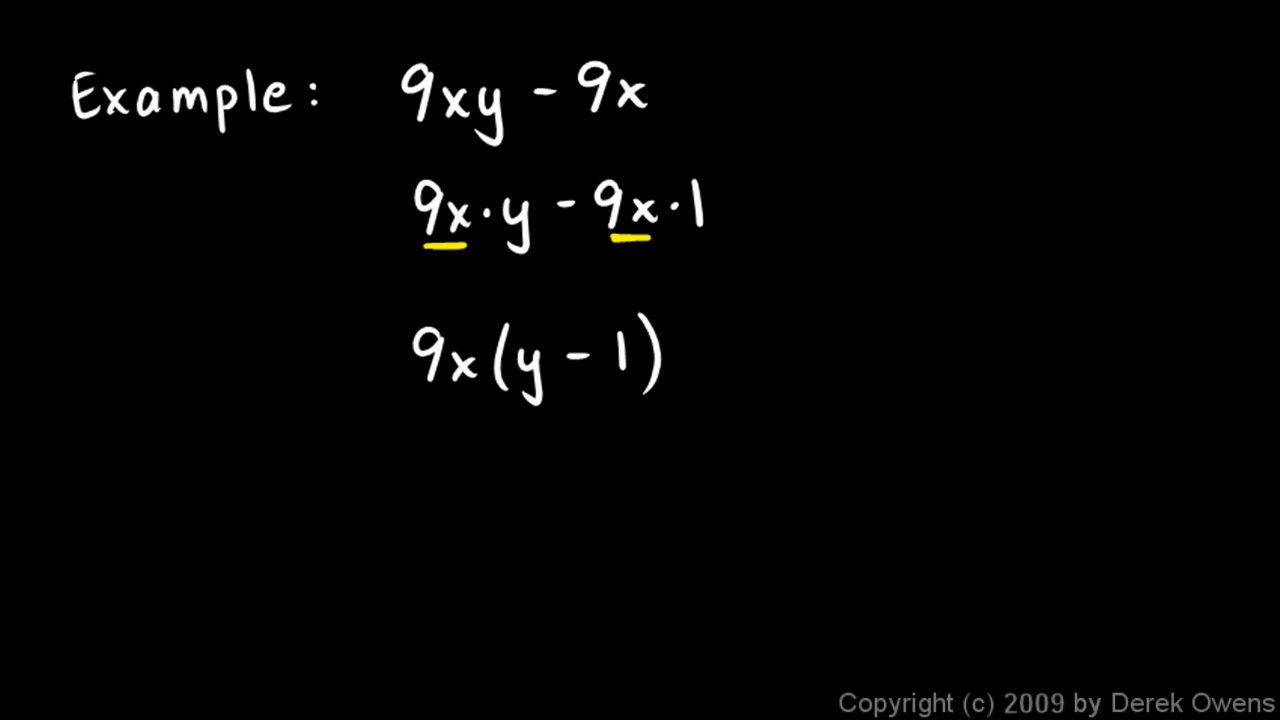 Example: 9xy - 9x
9x · y - 9x · 1
9x(y - 1)
Copyright (c) 2009 by Derek Owens